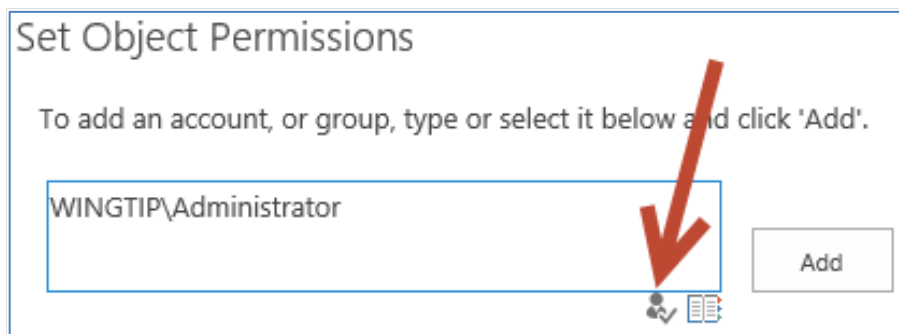 Set Object Permissions
To add an account, or group, type or select it below and click 'Add'.
WINGTIP\Administrator
Add